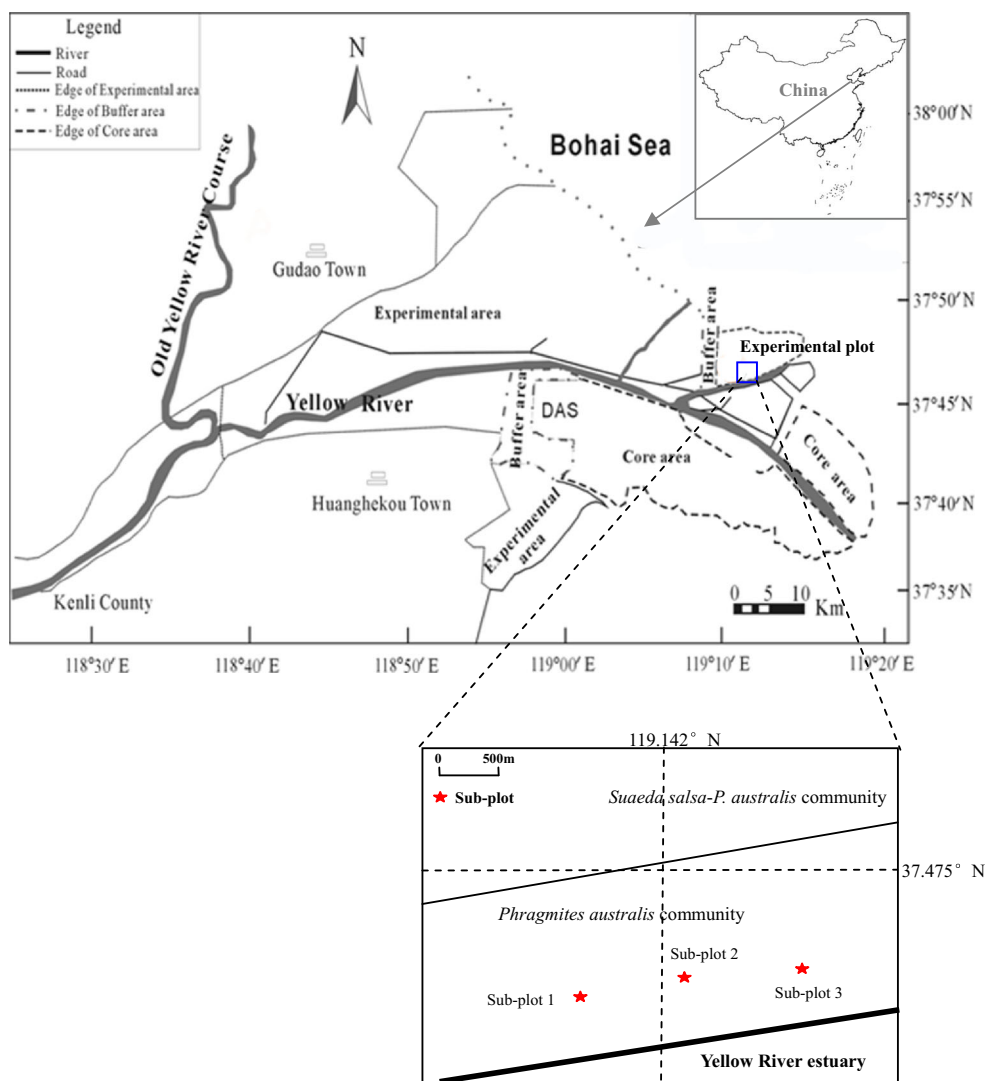 Legend
River
Road
Edge of Experimental area
Edge of Buffer area
Edge of Core area
N
Bohai Sea
China
38°00′ N
37°55′ N
37°50′ N
37°45′ N
37°40′ N
37°35′ N
Old Yellow River Course
Gudao Town
Experimental area
Buffer area
Experimental plot
Yellow River
Buffer area
DAS
Core area
Core area
Huanghekou Town
Experimental
area
Kenli County
0 5 10
Km
118°30′ E
118°40′ E
118°50′ E
119°00′ E
119°10′ E
119°20′ E
119.142° N
0 500m
Sub-plot
Suaeda salsa-P. australis community
37.475° N
Phragmites australis community
Sub-plot 2
Sub-plot 1
Sub-plot 3
Yellow River estuary